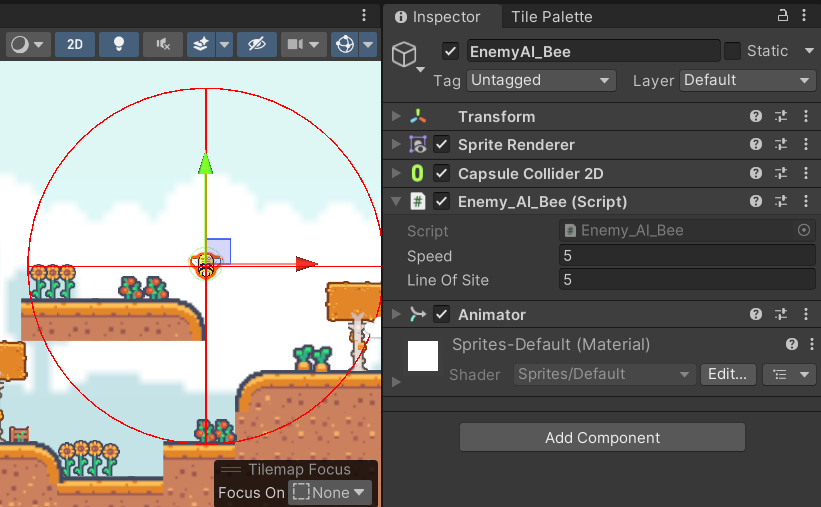 Inspector
Tile Palette
2D
EnemyAI_Bee
Static
Tag
Untagged
Layer
Default
Transform
Sprite Renderer
Capsule Collider 2D
Enemy_AI_Bee (Script)
Script
Enemy_AI_Bee
Speed
5
Line Of Site
5
Animator
Sprites-Default (Material)
Shader
Sprites/Default
Edit...
Add Component
Tilemap Focus
Focus On
None